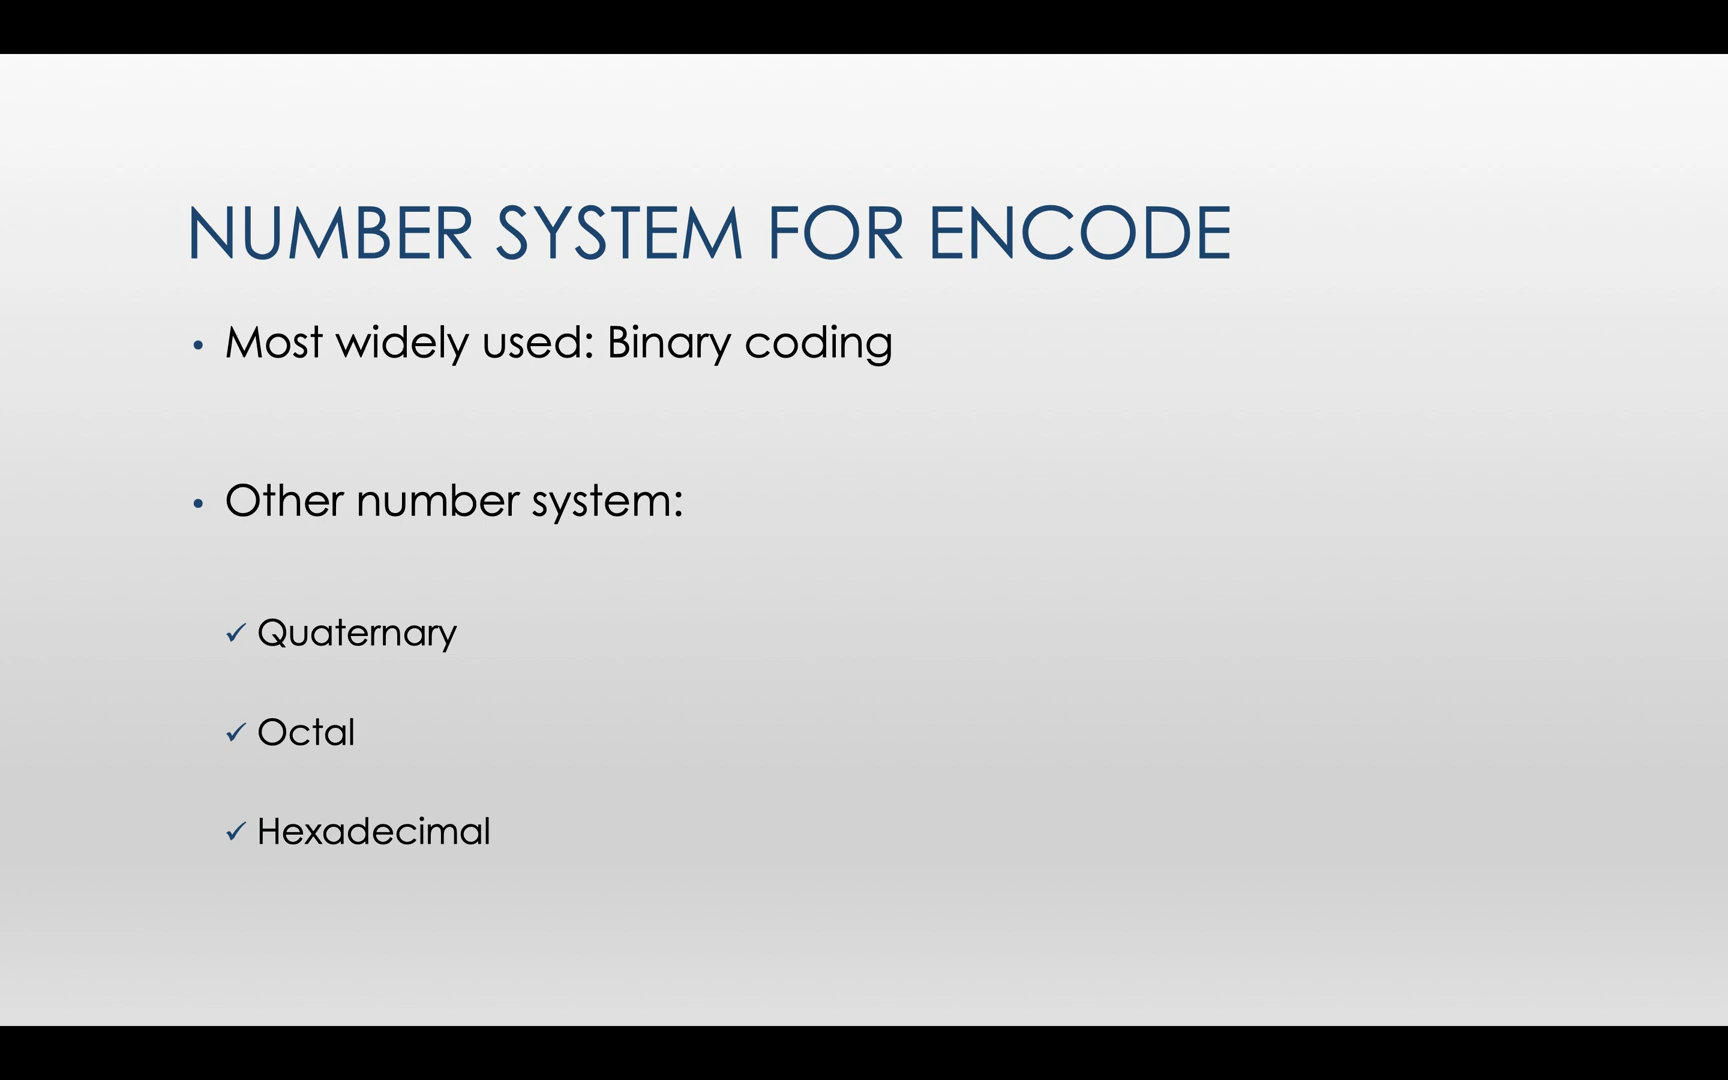 NUMBER SYSTEM FOR ENCODE
• Most widely used: Binary coding
• Other number system:
✓ Quaternary
✓ Octal
✓ Hexadecimal